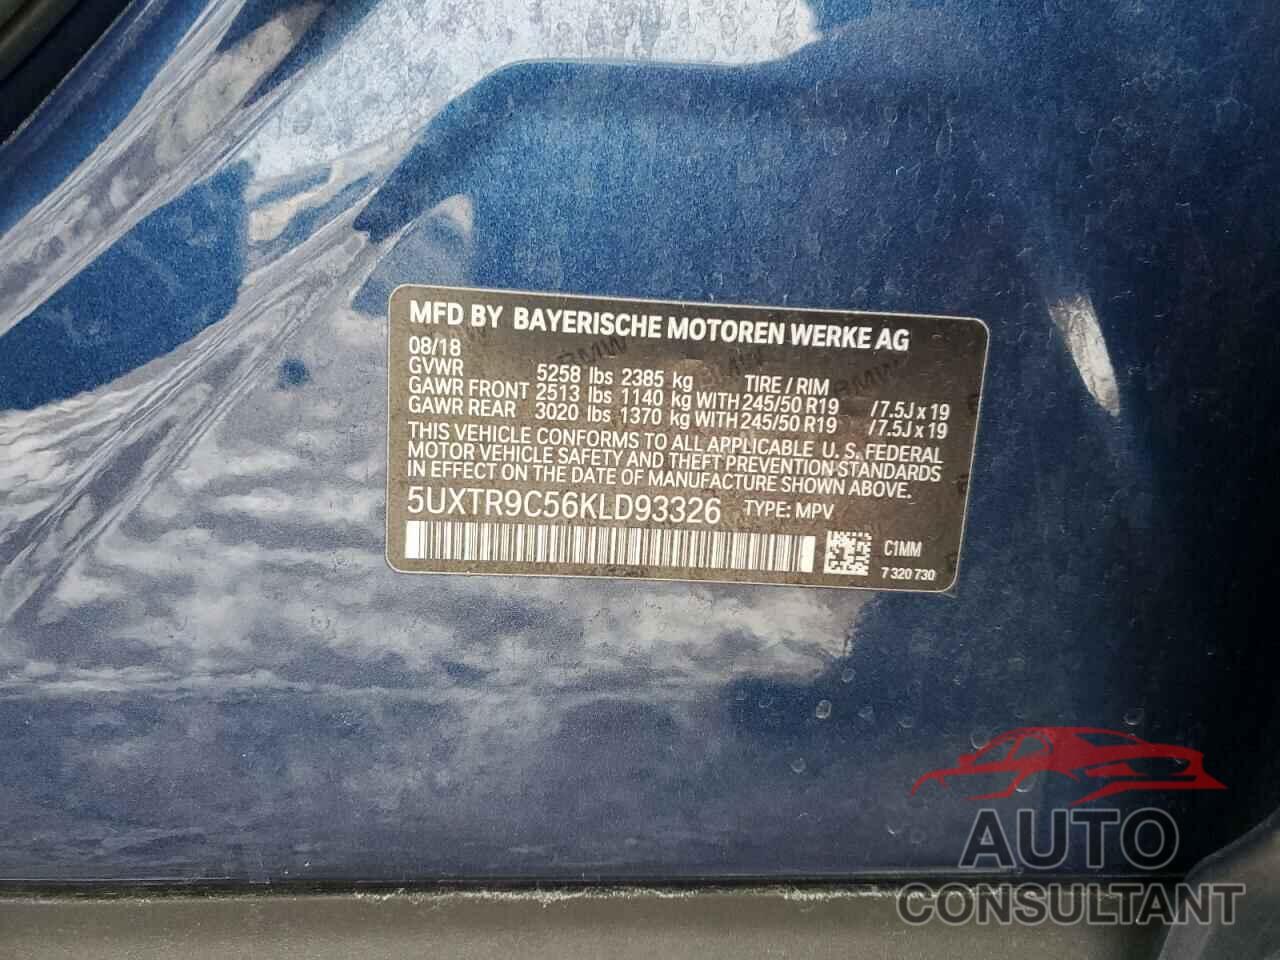 MFD BY BAYERISCHE MOTOREN WERKE AG
08/18
GVWR 5258 lbs 2385 kg TIRE / RIM
GAWR FRONT 2513 lbs 1140 kg WITH 245/50 R19 /7.5J x 19
GAWR REAR 3020 lbs 1370 kg WITH 245/50 R19 /7.5J x 19
THIS VEHICLE CONFORMS TO ALL APPLICABLE U. S. FEDERAL
MOTOR VEHICLE SAFETY AND THEFT PREVENTION STANDARDS
IN EFFECT ON THE DATE OF MANUFACTURE SHOWN ABOVE.
5UXTR9C56KLD93326 TYPE: MPV
C1MM
7 320 730
BMW BMW BMW
AUTO
CONSULTANT